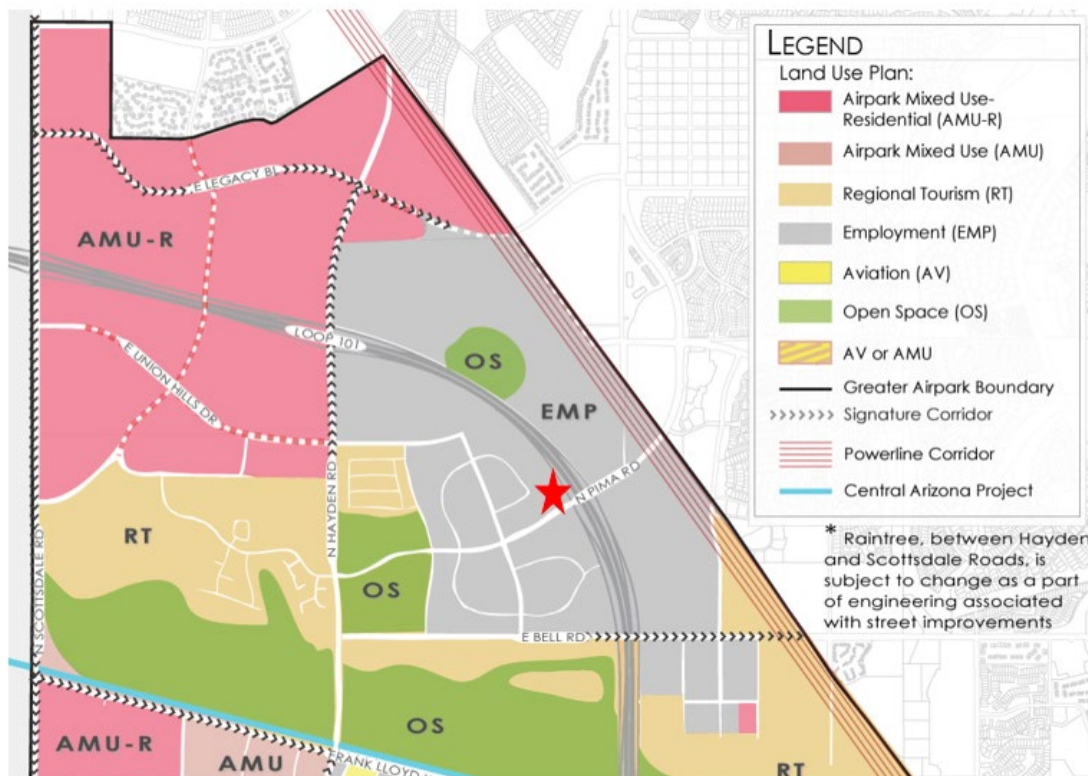 LEGEND
Land Use Plan:
Airpark Mixed Use-
Residential (AMU-R)
Airpark Mixed Use (AMU)
Regional Tourism (RT)
Employment (EMP)
Aviation (AV)
Open Space (OS)
AV or AMU
Greater Airpark Boundary
Signature Corridor
Powerline Corridor
Central Arizona Project
* Raintree, between Hayden
and Scottsdale Roads, is
subject to change as a part
of engineering associated
with street improvements
E LEGACY BL
AMU-R
LOOP 101
OS
E UNION HILLS DR
EMP
N HAYDEN RD
N PIMA RD
RT
N SCOTTSDALE RD
OS
E BELL RD
OS
AMU-R
AMU
FRANK LLOYD
RT